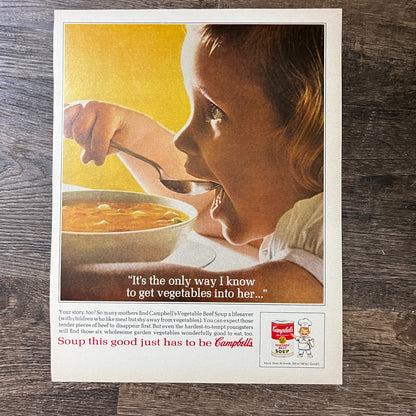 "It's the only way I know
to get vegetables into her..."
Your story, too? So many mothers find Campbell's Vegetable Beef Soup a lifesaver
(with children who like meat but shy away from vegetables). You can expect those
tender pieces of beef to disappear first. But even the hardest-to-tempt youngsters
will find those six wholesome garden vegetables wonderfully good to eat, too.
Soup this good just has to be Campbell's
Campbell's
VEGETABLE
BEEF
SOUP